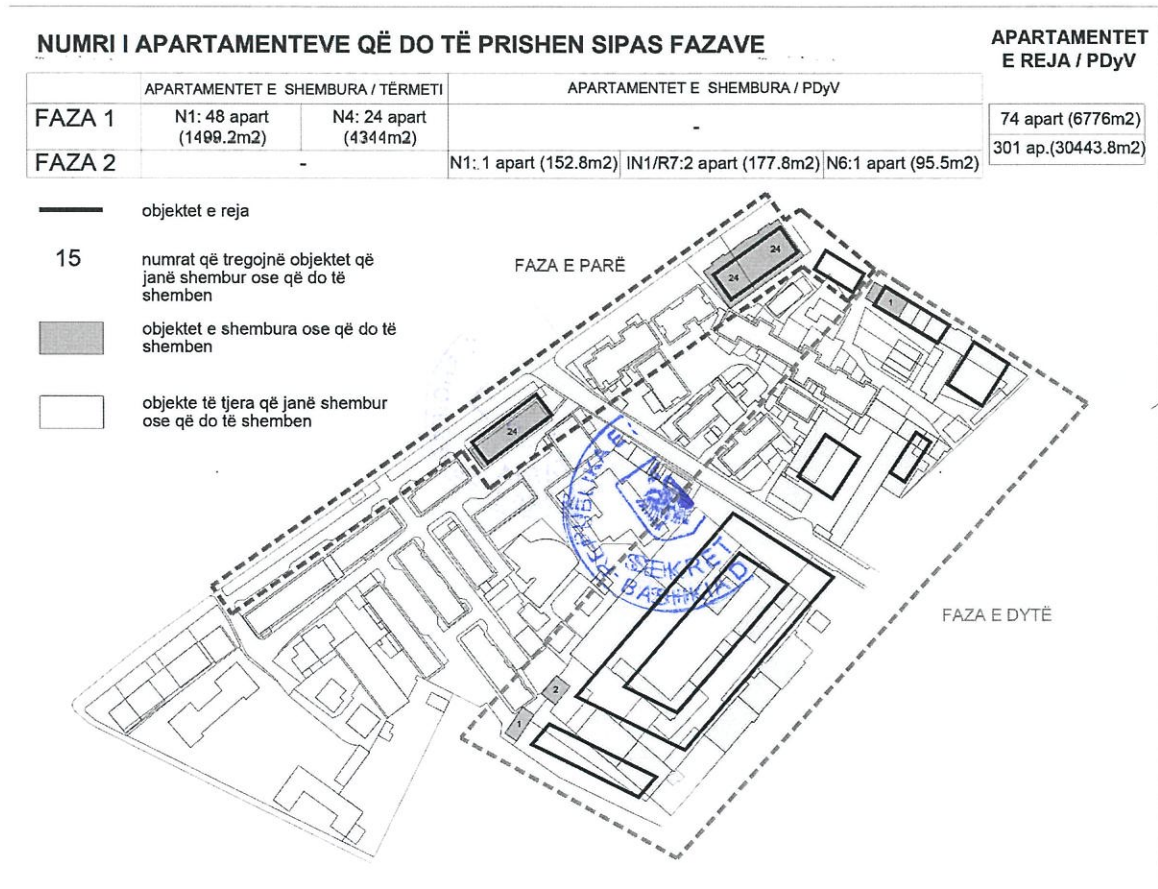 NUMRI I APARTAMENTEVE QË DO TË PRISHEN SIPAS FAZAVE
APARTAMENTET
E REJA / PDyV
APARTAMENTET E SHEMBURA / TËRMETI
APARTAMENTET E SHEMBURA / PDyV
FAZA 1
N1: 48 apart
(1499.2m2)
N4: 24 apart
(4344m2)
-
74 apart (6776m2)
FAZA 2
-
N1: 1 apart (152.8m2)
IN1/R7:2 apart (177.8m2)
N6:1 apart (95.5m2)
301 ap.(30443.8m2)
objektet e reja
15
numrat që tregojnë objektet që
janë shembur ose që do të
shemben
objektet e shembura ose që do të
shemben
objekte të tjera që janë shembur
ose që do të shemben
FAZA E PARË
24
24
1
24
REPUBLIKA E
SEKRET
BASHKIA D
FAZA E DYTË
2
1